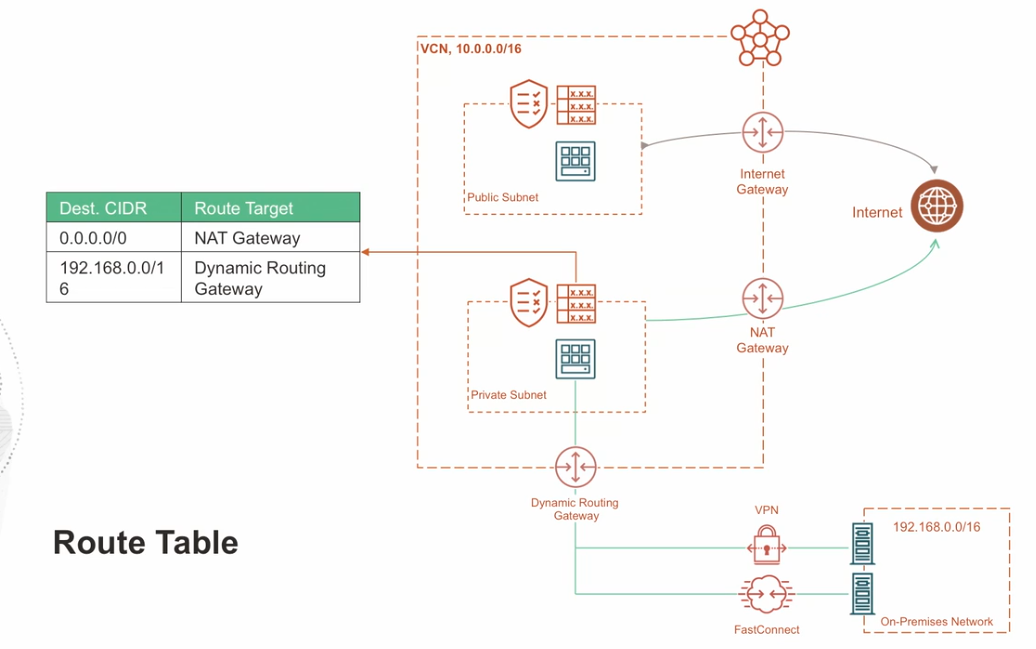 VCN, 10.0.0.0/16
x.x.x.
x.x.x.
x.x.x.
Public Subnet
Internet
Gateway
Internet
Dest. CIDR
Route Target
0.0.0.0/0
NAT Gateway
192.168.0.0/1
6
Dynamic Routing
Gateway
x.x.x.
x.x.x.
x.x.x.
Private Subnet
NAT
Gateway
Dynamic Routing
Gateway
Route Table
VPN
192.168.0.0/16
FastConnect
On-Premises Network